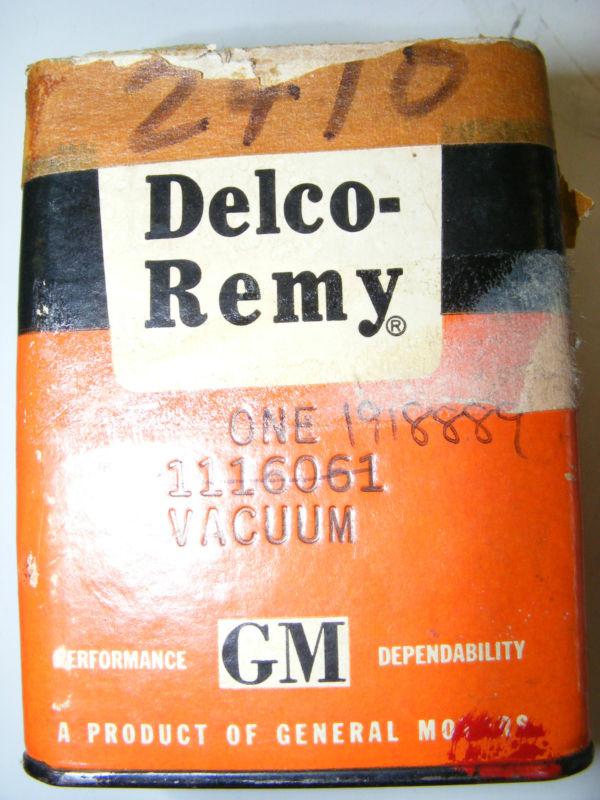 2410
Delco-
Remy®
ONE 1918889
1116061
VACUUM
PERFORMANCE GM DEPENDABILITY
A PRODUCT OF GENERAL MOTORS